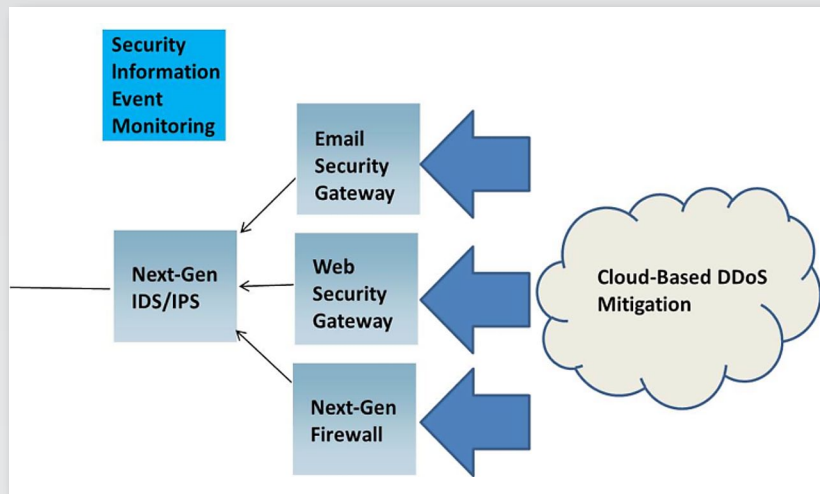 Security
Information
Event
Monitoring
Email
Security
Gateway
Next-Gen
IDS/IPS
Web
Security
Gateway
Cloud-Based DDoS
Mitigation
Next-Gen
Firewall